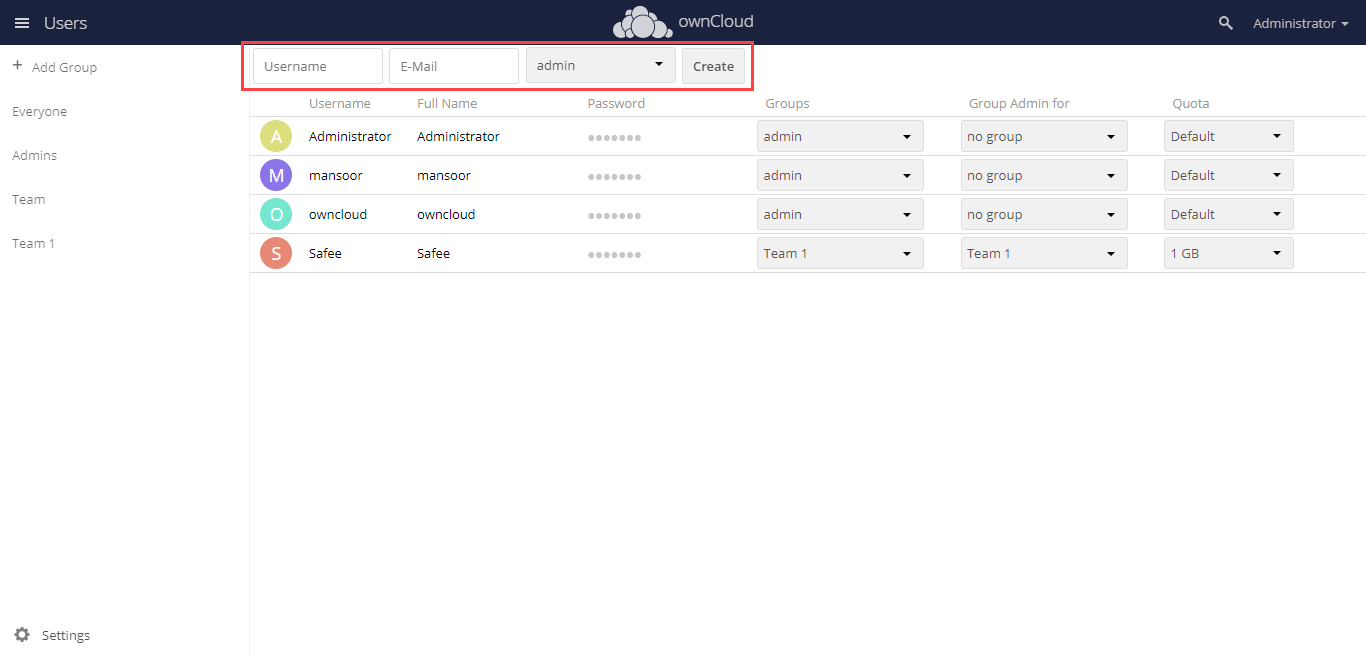 Users
ownCloud
Administrator
+ Add Group
Everyone
Admins
Team
Team 1
Settings
Username E-Mail admin Create
Username Full Name Password Groups Group Admin for Quota
A Administrator Administrator ●●●●●●● admin no group Default
M mansoor mansoor ●●●●●●● admin no group Default
O owncloud owncloud ●●●●●●● admin no group Default
S Safee Safee ●●●●●●● Team 1 Team 1 1 GB